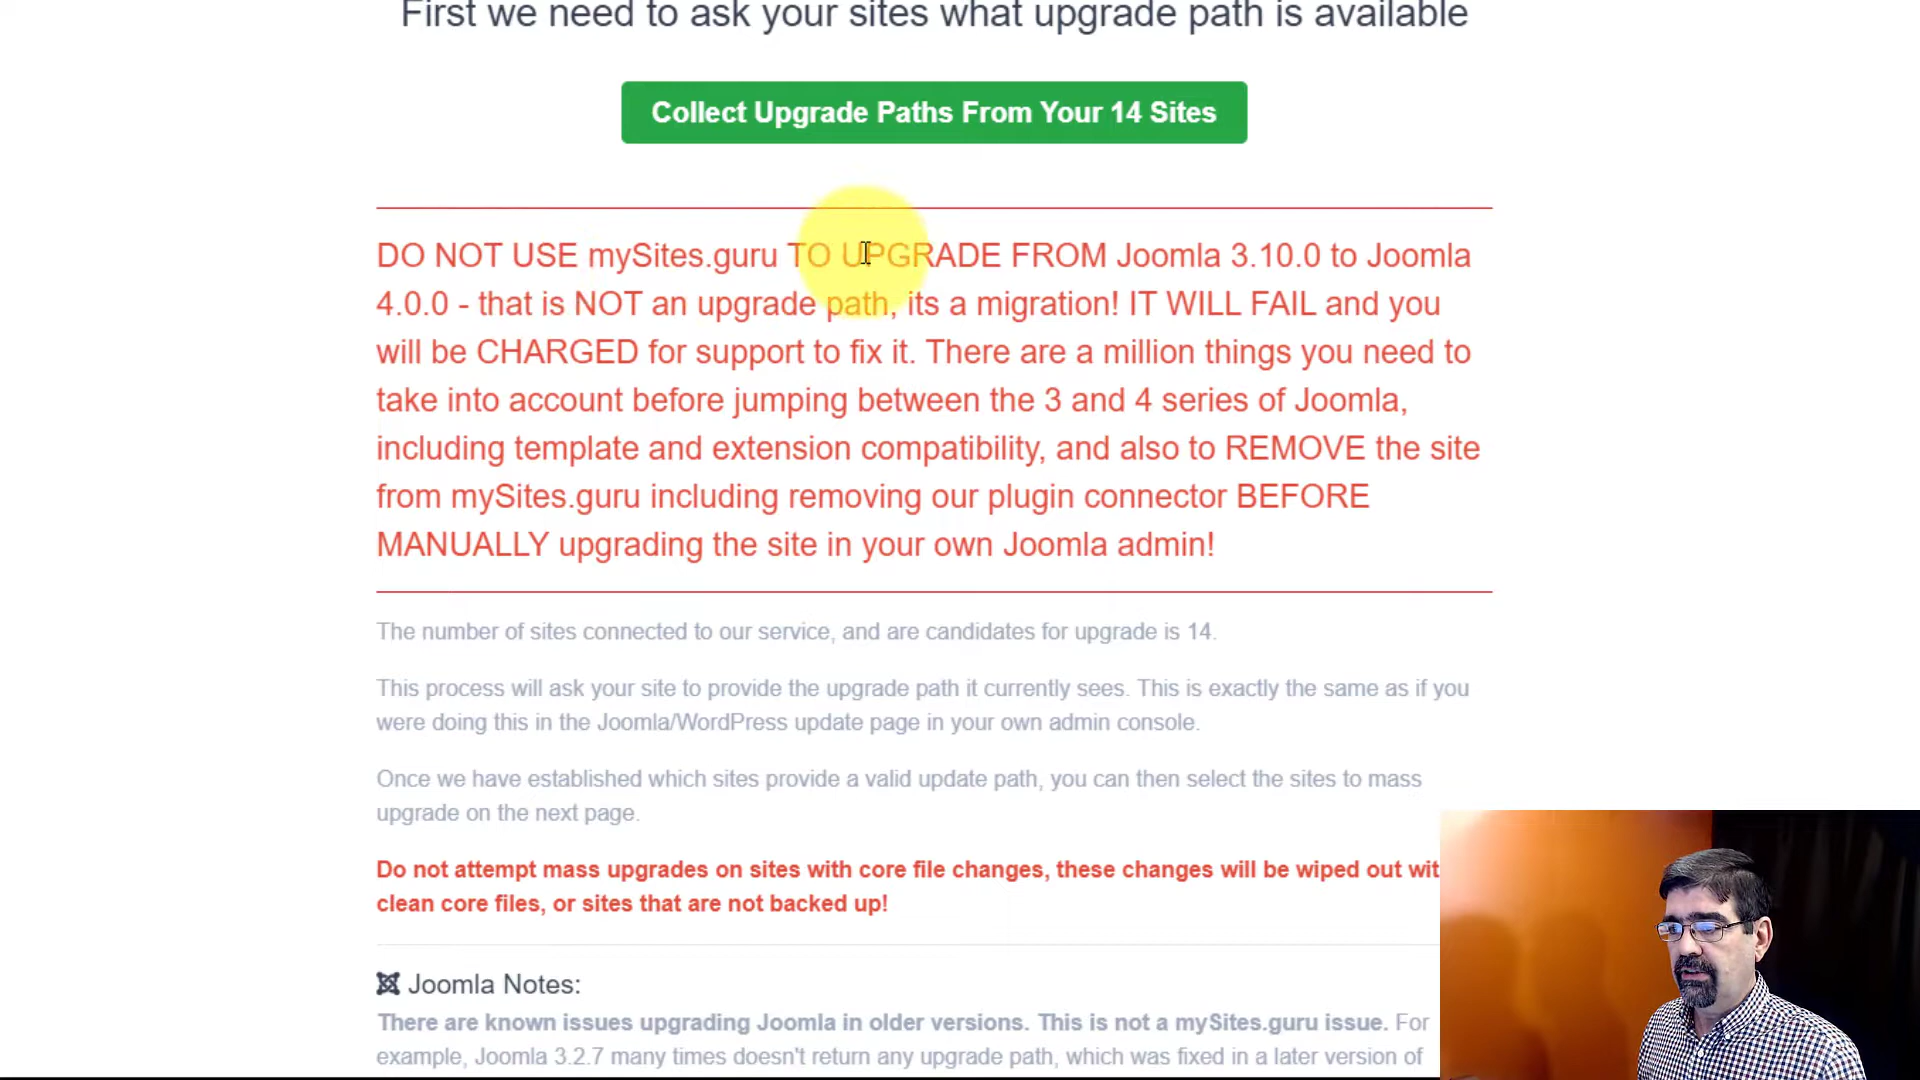 First we need to ask your sites what upgrade path is available
Collect Upgrade Paths From Your 14 Sites
DO NOT USE mySites.guru TO UPGRADE FROM Joomla 3.10.0 to Joomla
4.0.0 - that is NOT an upgrade path, its a migration! IT WILL FAIL and you
will be CHARGED for support to fix it. There are a million things you need to
take into account before jumping between the 3 and 4 series of Joomla,
including template and extension compatibility, and also to REMOVE the site
from mySites.guru including removing our plugin connector BEFORE
MANUALLY upgrading the site in your own Joomla admin!
The number of sites connected to our service, and are candidates for upgrade is 14.
This process will ask your site to provide the upgrade path it currently sees. This is exactly the same as if you
were doing this in the Joomla/WordPress update page in your own admin console.
Once we have established which sites provide a valid update path, you can then select the sites to mass
upgrade on the next page.
Do not attempt mass upgrades on sites with core file changes, these changes will be wiped out wit
clean core files, or sites that are not backed up!
Joomla Notes:
There are known issues upgrading Joomla in older versions. This is not a mySites.guru issue. For
example, Joomla 3.2.7 many times doesn't return any upgrade path, which was fixed in a later version of